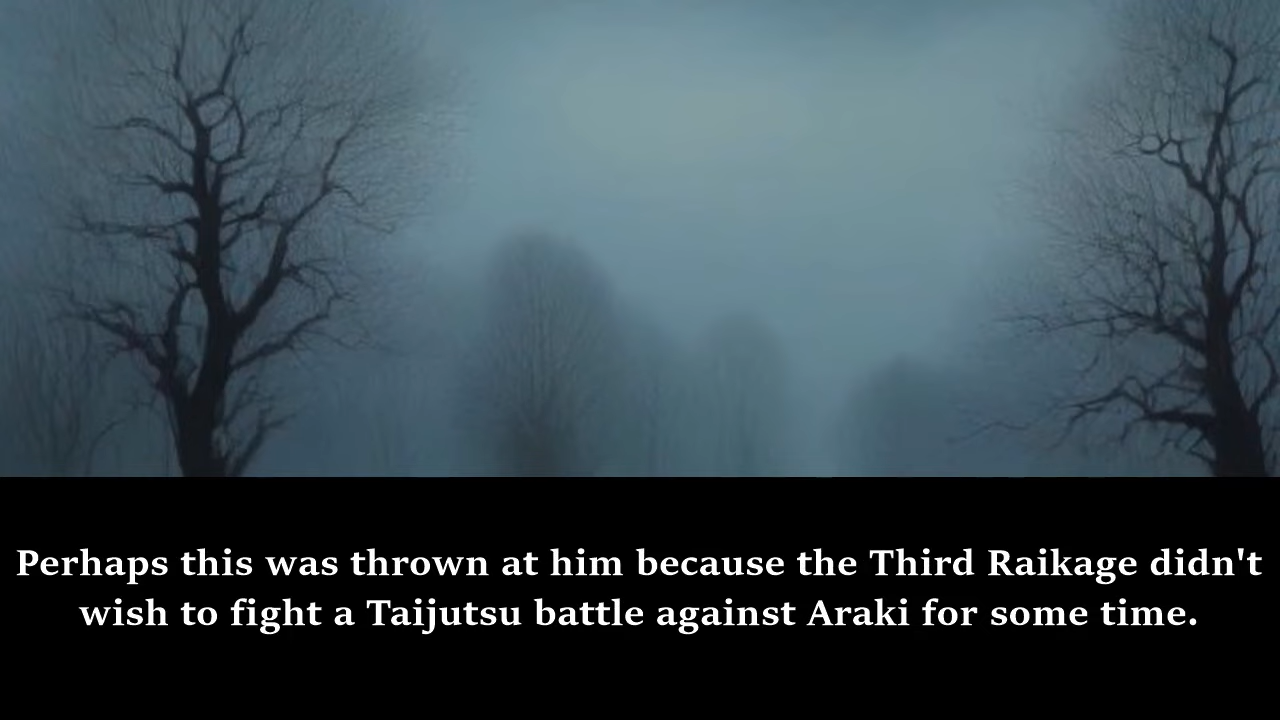 Perhaps this was thrown at him because the Third Raikage didn't
wish to fight a Taijutsu battle against Araki for some time.